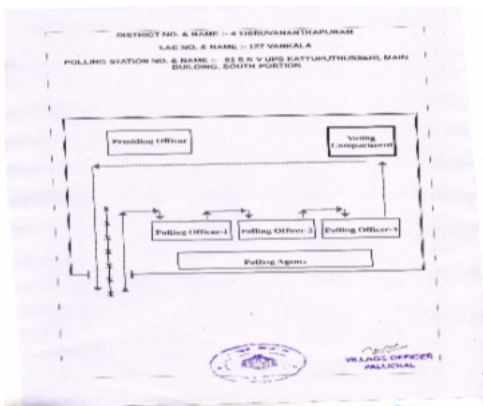 DISTRICT NO. & NAME :- 4 THIRUVANANTHAPURAM
LAC NO. & NAME :- 127 VARKALA
POLLING STATION NO. & NAME :- 93 S N V UPS KATTUPUTHUSSERI, MAIN
BUILDING, SOUTH PORTION
Presiding Officer
Voting
Compartment
Polling Officer-1
Polling Officer-2
Polling Officer-3
Polling Agents
VILLAGE OFFICER
PALLICKAL